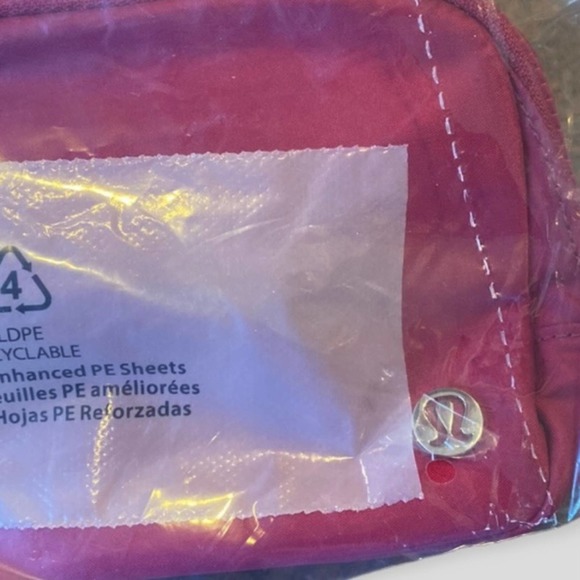 4
LDPE
CYCLABLE
nhanced PE Sheets
euilles PE améliorées
Hojas PE Reforzadas